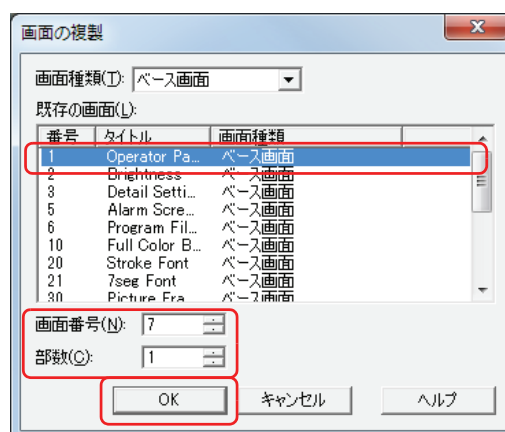 画面の複製
画面種類(T): ベース画面
既存の画面(L):
番号 タイトル 画面種類
1 Operator Pa... ベース画面
2 Brightness ベース画面
3 Detail Setti... ベース画面
5 Alarm Scre... ベース画面
6 Program Fil... ベース画面
10 Full Color B... ベース画面
20 Stroke Font ベース画面
21 7seg Font ベース画面
30 Picture Fra... ベース画面
画面番号(N): 7
部数(C): 1
OK キャンセル ヘルプ